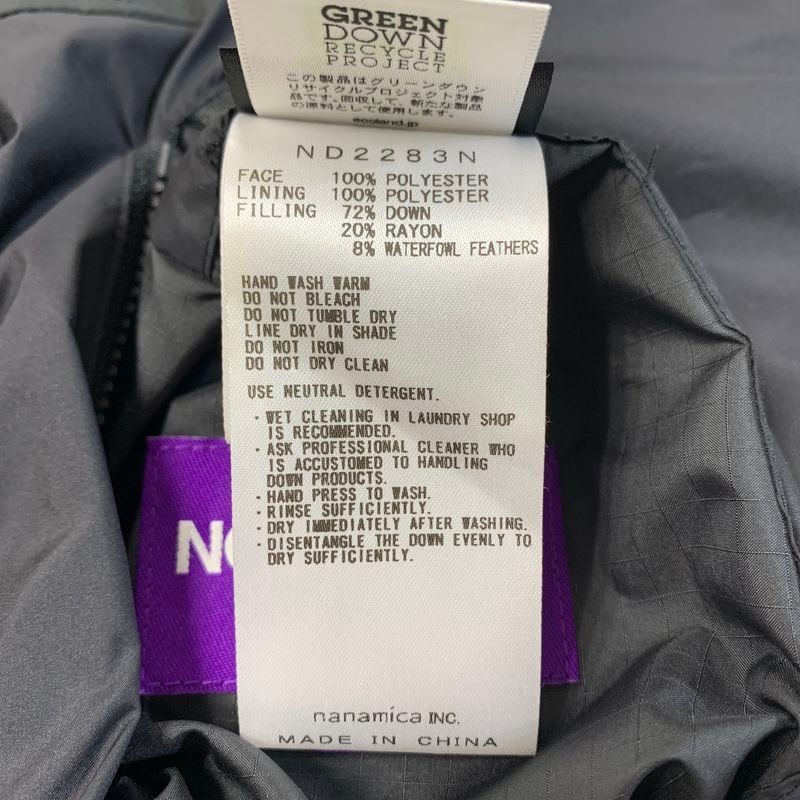 GREEN
DOWN
RECYCLE
PROJECT
この製品はグリーンダウン
リサイクルプロジェクト対象
品です。回収して、新たな製品
の原料として使用します。
ecoland.jp
ND2283N
FACE 100% POLYESTER
LINING 100% POLYESTER
FILLING 72% DOWN
20% RAYON
8% WATERFOWL FEATHERS
HAND WASH WARM
DO NOT BLEACH
DO NOT TUMBLE DRY
LINE DRY IN SHADE
DO NOT IRON
DO NOT DRY CLEAN
USE NEUTRAL DETERGENT.
・WET CLEANING IN LAUNDRY SHOP
IS RECOMMENDED.
・ASK PROFESSIONAL CLEANER WHO
IS ACCUSTOMED TO HANDLING
DOWN PRODUCTS.
・HAND PRESS TO WASH.
・RINSE SUFFICIENTLY.
・DRY IMMEDIATELY AFTER WASHING.
・DISENTANGLE THE DOWN EVENLY TO
DRY SUFFICIENTLY.
No
nanamica INC.
MADE IN CHINA